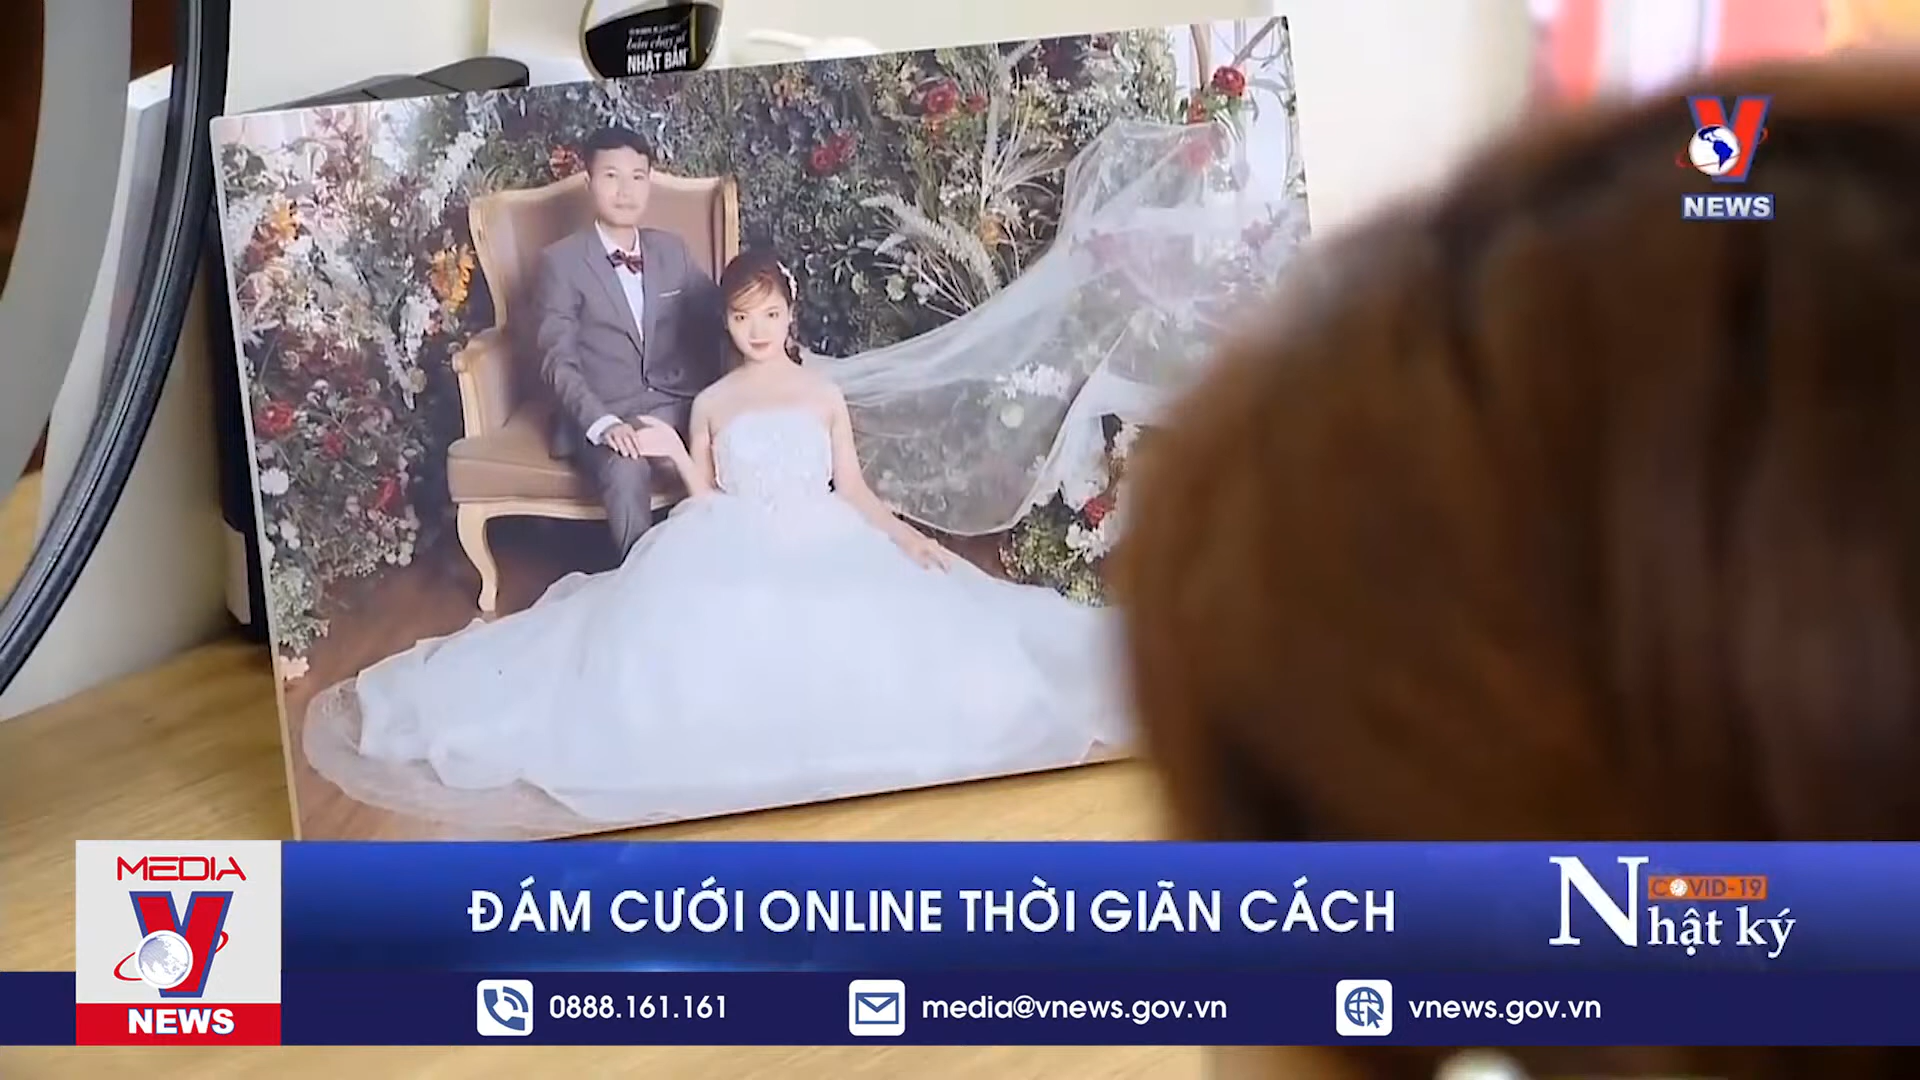 NHẬT BẢN
NEWS
MEDIA
NEWS
ĐÁM CƯỚI ONLINE THỜI GIÃN CÁCH
COVID-19
Nhật ký
0888.161.161
media@vnews.gov.vn
vnews.gov.vn